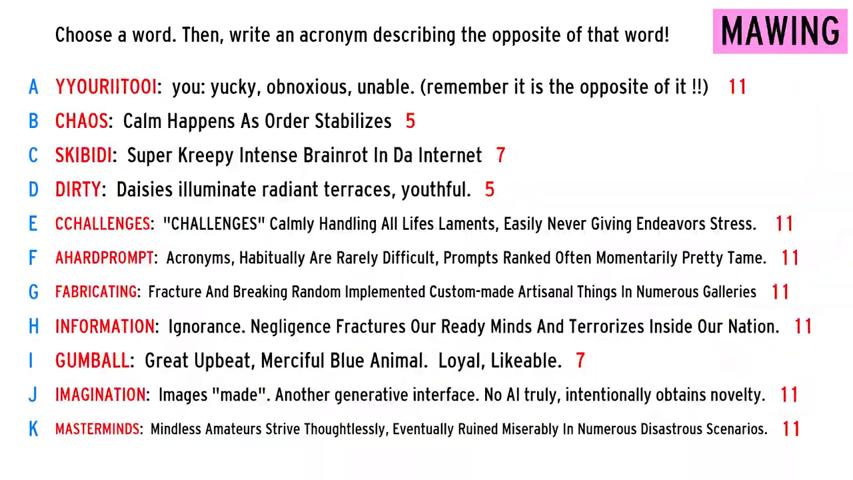 Choose a word. Then, write an acronym describing the opposite of that word! MAWING
A YYOURIITOOI: you: yucky, obnoxious, unable. (remember it is the opposite of it !!) 11
B CHAOS: Calm Happens As Order Stabilizes 5
C SKIBIDI: Super Kreepy Intense Brainrot In Da Internet 7
D DIRTY: Daisies illuminate radiant terraces, youthful. 5
E CCHALLENGES: "CHALLENGES" Calmly Handling All Lifes Laments, Easily Never Giving Endeavors Stress. 11
F AHARDPROMPT: Acronyms, Habitually Are Rarely Difficult, Prompts Ranked Often Momentarily Pretty Tame. 11
G FABRICATING: Fracture And Breaking Random Implemented Custom-made Artisanal Things In Numerous Galleries 11
H INFORMATION: Ignorance. Negligence Fractures Our Ready Minds And Terrorizes Inside Our Nation. 11
I GUMBALL: Great Upbeat, Merciful Blue Animal. Loyal, Likeable. 7
J IMAGINATION: Images "made". Another generative interface. No AI truly, intentionally obtains novelty. 11
K MASTERMINDS: Mindless Amateurs Strive Thoughtlessly, Eventually Ruined Miserably In Numerous Disastrous Scenarios. 11